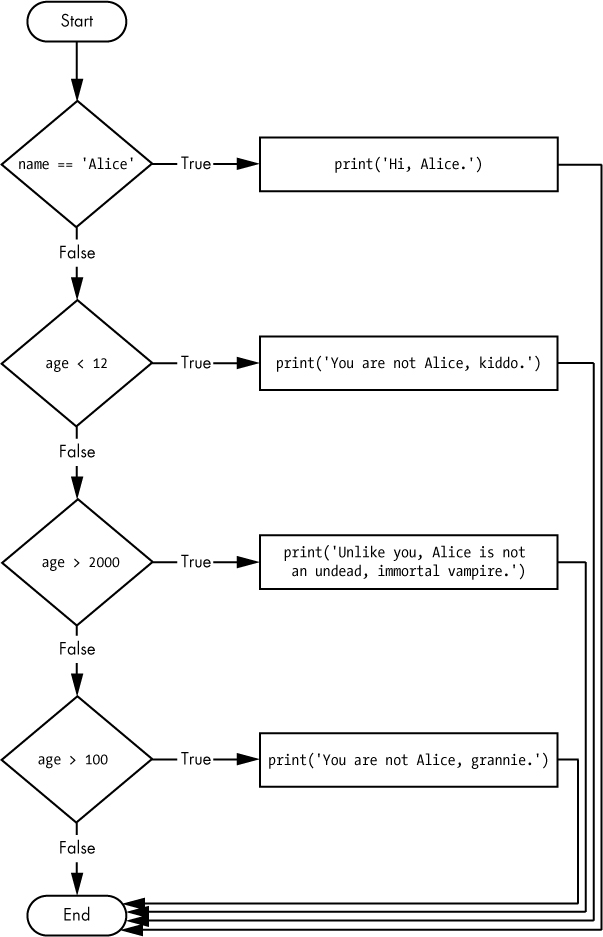 Start
name == 'Alice'
True
print('Hi, Alice.')
False
age < 12
True
print('You are not Alice, kiddo.')
False
age > 2000
True
print('Unlike you, Alice is not
an undead, immortal vampire.')
False
age > 100
True
print('You are not Alice, grannie.')
False
End